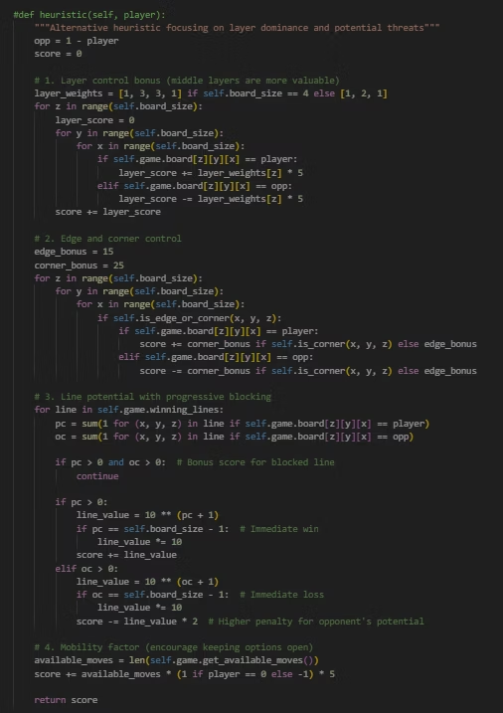 #def heuristic(self, player):
"""Alternative heuristic focusing on layer dominance and potential threats"""
opp = 1 - player
score = 0
# 1. Layer control bonus (middle layers are more valuable)
layer_weights = [1, 3, 3, 1] if self.board_size == 4 else [1, 2, 1]
for z in range(self.board_size):
layer_score = 0
for y in range(self.board_size):
for x in range(self.board_size):
if self.game.board[z][y][x] == player:
layer_score += layer_weights[z] * 5
elif self.game.board[z][y][x] == opp:
layer_score -= layer_weights[z] * 5
score += layer_score
# 2. Edge and corner control
edge_bonus = 15
corner_bonus = 25
for z in range(self.board_size):
for y in range(self.board_size):
for x in range(self.board_size):
if self.is_edge_or_corner(x, y, z):
if self.game.board[z][y][x] == player:
score += corner_bonus if self.is_corner(x, y, z) else edge_bonus
elif self.game.board[z][y][x] == opp:
score -= corner_bonus if self.is_corner(x, y, z) else edge_bonus
# 3. Line potential with progressive blocking
for line in self.game.winning_lines:
pc = sum(1 for (x, y, z) in line if self.game.board[z][y][x] == player)
oc = sum(1 for (x, y, z) in line if self.game.board[z][y][x] == opp)
if pc > 0 and oc > 0:  # Bonus score for blocked line
continue
if pc > 0:
line_value = 10 ** (pc + 1)
if pc == self.board_size - 1:  # Immediate win
line_value *= 10
score += line_value
elif oc > 0:
line_value = 10 ** (oc + 1)
if oc == self.board_size - 1:  # Immediate loss
line_value *= 10
score -= line_value * 2  # Higher penalty for opponent's potential
# 4. Mobility factor (encourage keeping options open)
available_moves = len(self.game.get_available_moves())
score += available_moves * (1 if player == 0 else -1) * 5
return score